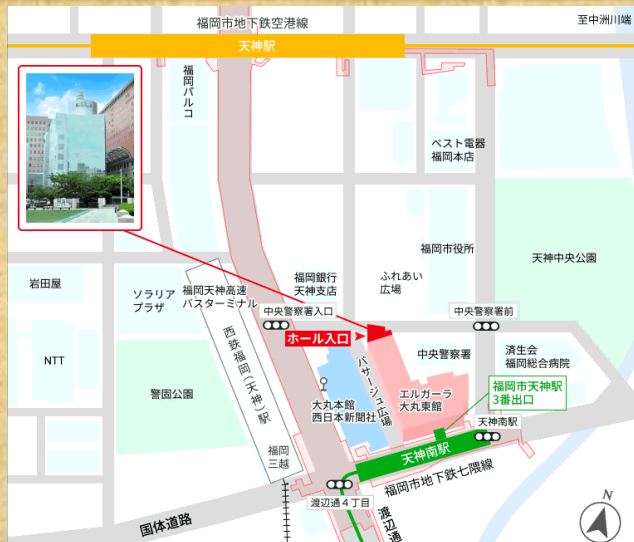 福岡市地下鉄空港線
至中洲川端
天神駅
福岡パルコ
ベスト電器
福岡本店
福岡市役所
天神中央公園
ふれあい
広場
福岡銀行
天神支店
岩田屋
ソラリア
プラザ
福岡天神高速
バスターミナル
中央警察署入口
中央警察署前
ホール入口
西鉄福岡(天神)駅
パサージュ広場
中央警察署
済生会
福岡総合病院
NTT
警固公園
大丸本館
西日本新聞社
エルガーラ
大丸東館
福岡市天神駅
3番出口
天神南駅
天神南駅
福岡
三越
福岡市地下鉄七隈線
渡辺通4丁目
国体道路
渡辺通
N